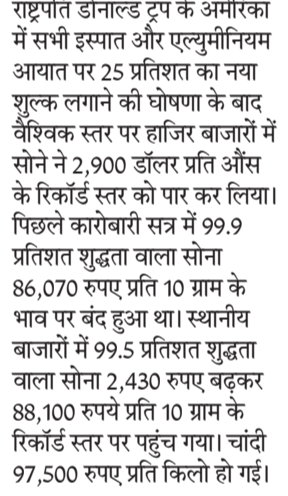 राष्ट्रपति डोनाल्ड ट्रंप के अमेरिका
में सभी इस्पात और एल्युमीनियम
आयात पर 25 प्रतिशत का नया
शुल्क लगाने की घोषणा के बाद
वैश्विक स्तर पर हाजिर बाजारों में
सोने ने 2,900 डॉलर प्रति औंस
के रिकॉर्ड स्तर को पार कर लिया।
पिछले कारोबारी सत्र में 99.9
प्रतिशत शुद्धता वाला सोना
86,070 रुपए प्रति 10 ग्राम के
भाव पर बंद हुआ था। स्थानीय
बाजारों में 99.5 प्रतिशत शुद्धता
वाला सोना 2,430 रुपए बढ़कर
88,100 रुपये प्रति 10 ग्राम के
रिकॉर्ड स्तर पर पहुंच गया। चांदी
97,500 रुपए प्रति किलो हो गई।